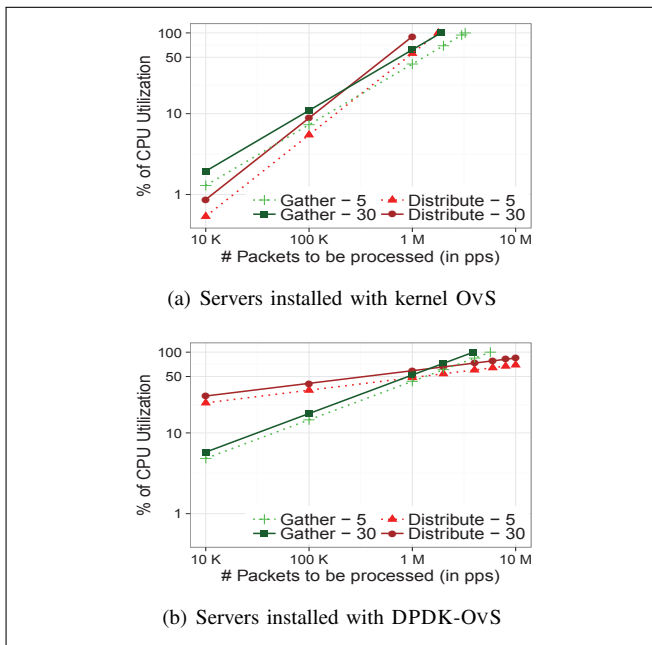 100
50
10
1
% of CPU Utilization
Gather − 5 Distribute − 5
Gather − 30 Distribute − 30
10 K 100 K 1 M 10 M
# Packets to be processed (in pps)
(a) Servers installed with kernel OVS
100
50
10
1
% of CPU Utilization
Gather − 5 Distribute − 5
Gather − 30 Distribute − 30
10 K 100 K 1 M 10 M
# Packets to be processed (in pps)
(b) Servers installed with DPDK-OVS